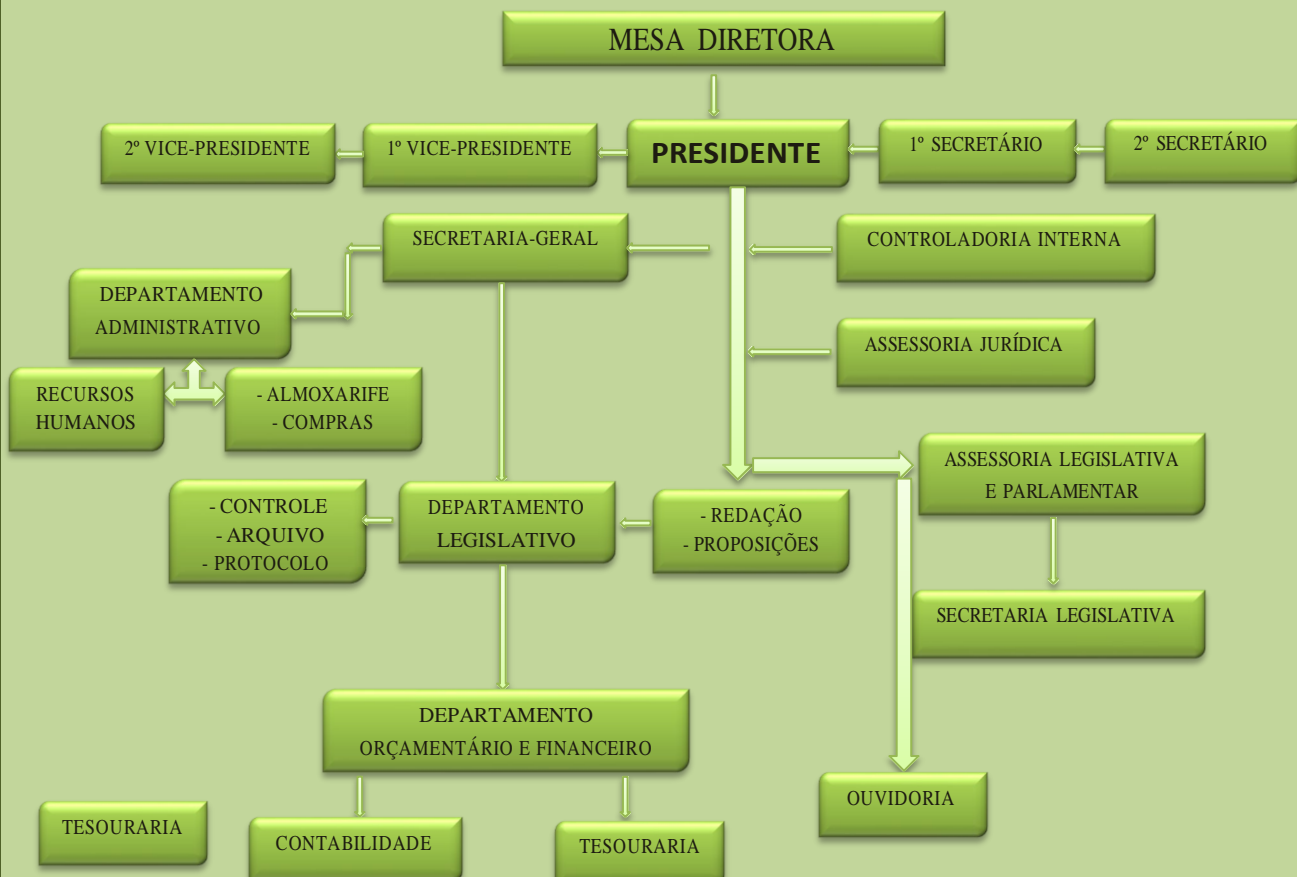 MESA DIRETORA
2º VICE-PRESIDENTE
1º VICE-PRESIDENTE
PRESIDENTE
1º SECRETÁRIO
2º SECRETÁRIO
SECRETARIA-GERAL
CONTROLADORIA INTERNA
DEPARTAMENTO
ADMINISTRATIVO
ASSESSORIA JURÍDICA
RECURSOS
HUMANOS
- ALMOXARIFE
- COMPRAS
ASSESSORIA LEGISLATIVA
E PARLAMENTAR
- CONTROLE
- ARQUIVO
- PROTOCOLO
DEPARTAMENTO
LEGISLATIVO
- REDAÇÃO
- PROPOSIÇÕES
SECRETARIA LEGISLATIVA
DEPARTAMENTO
ORÇAMENTÁRIO E FINANCEIRO
OUVIDORIA
TESOURARIA
CONTABILIDADE
TESOURARIA